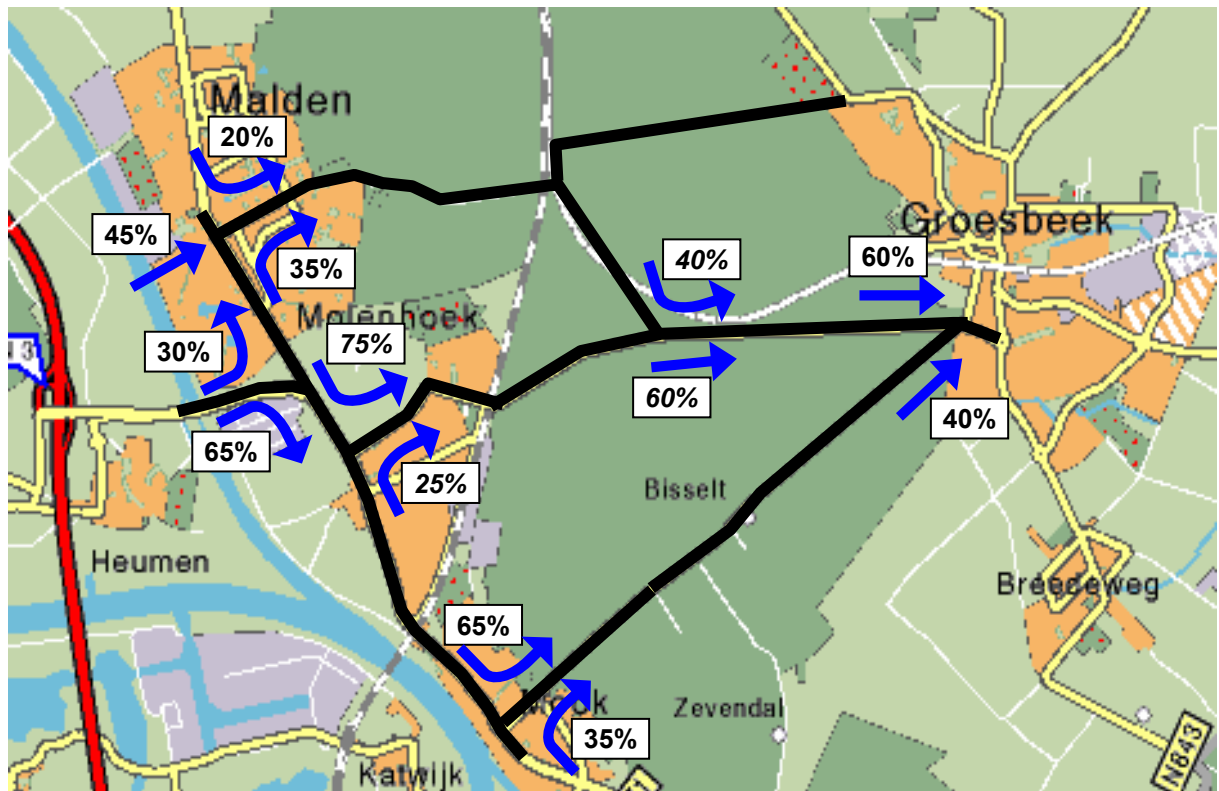 Malden
20%
45%
35%
Groesbeek
40%
60%
Molenhoek
30%
75%
60%
40%
65%
25%
Bisselt
Heumen
Breedeweg
65%
Mook
35%
Zevendal
Katwijk
N843